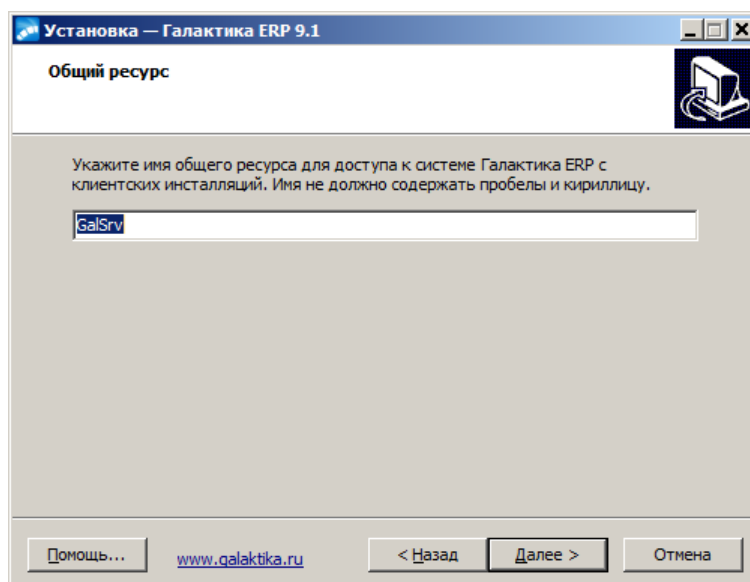 Установка — Галактика ERP 9.1
Общий ресурс
Укажите имя общего ресурса для доступа к системе Галактика ERP с
клиентских инсталляций. Имя не должно содержать пробелы и кириллицу.
GalSrv
Помощь... www.galaktika.ru < Назад Далее > Отмена